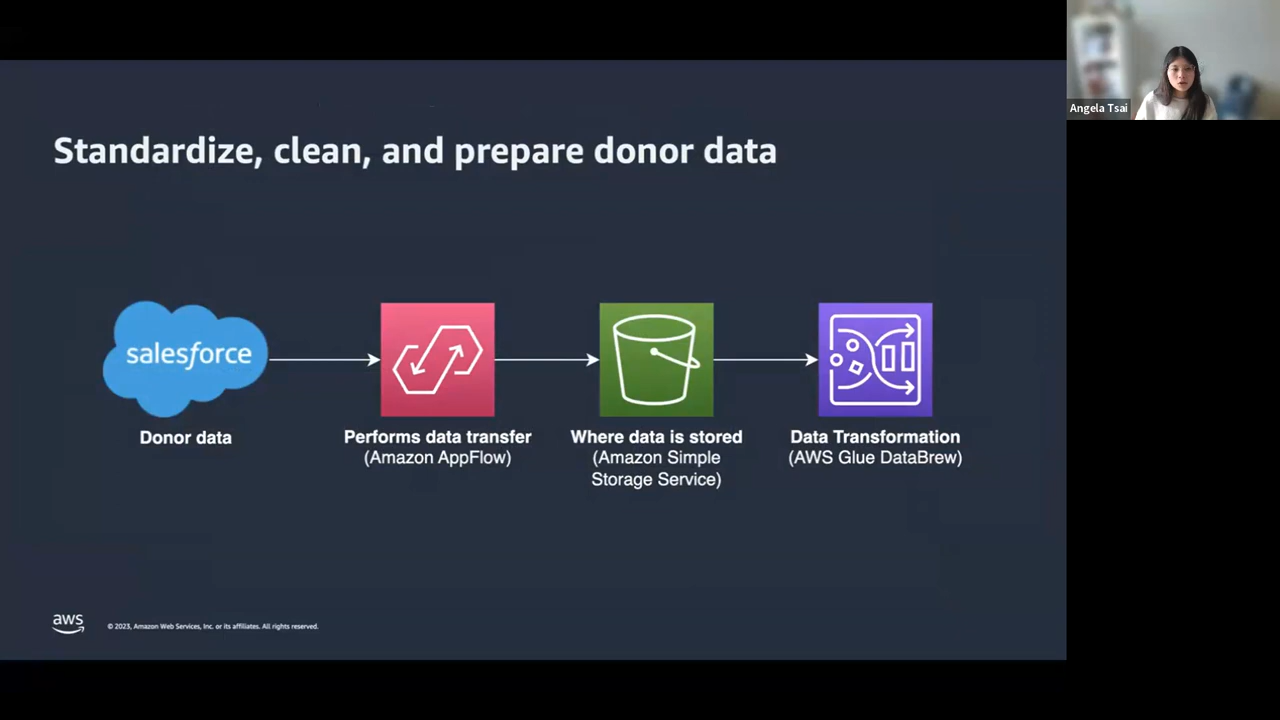 Angela Tsai
Standardize, clean, and prepare donor data
salesforce
Donor data
Performs data transfer
(Amazon AppFlow)
Where data is stored
(Amazon Simple
Storage Service)
Data Transformation
(AWS Glue DataBrew)
aws
© 2023, Amazon Web Services, Inc. or its affiliates. All rights reserved.